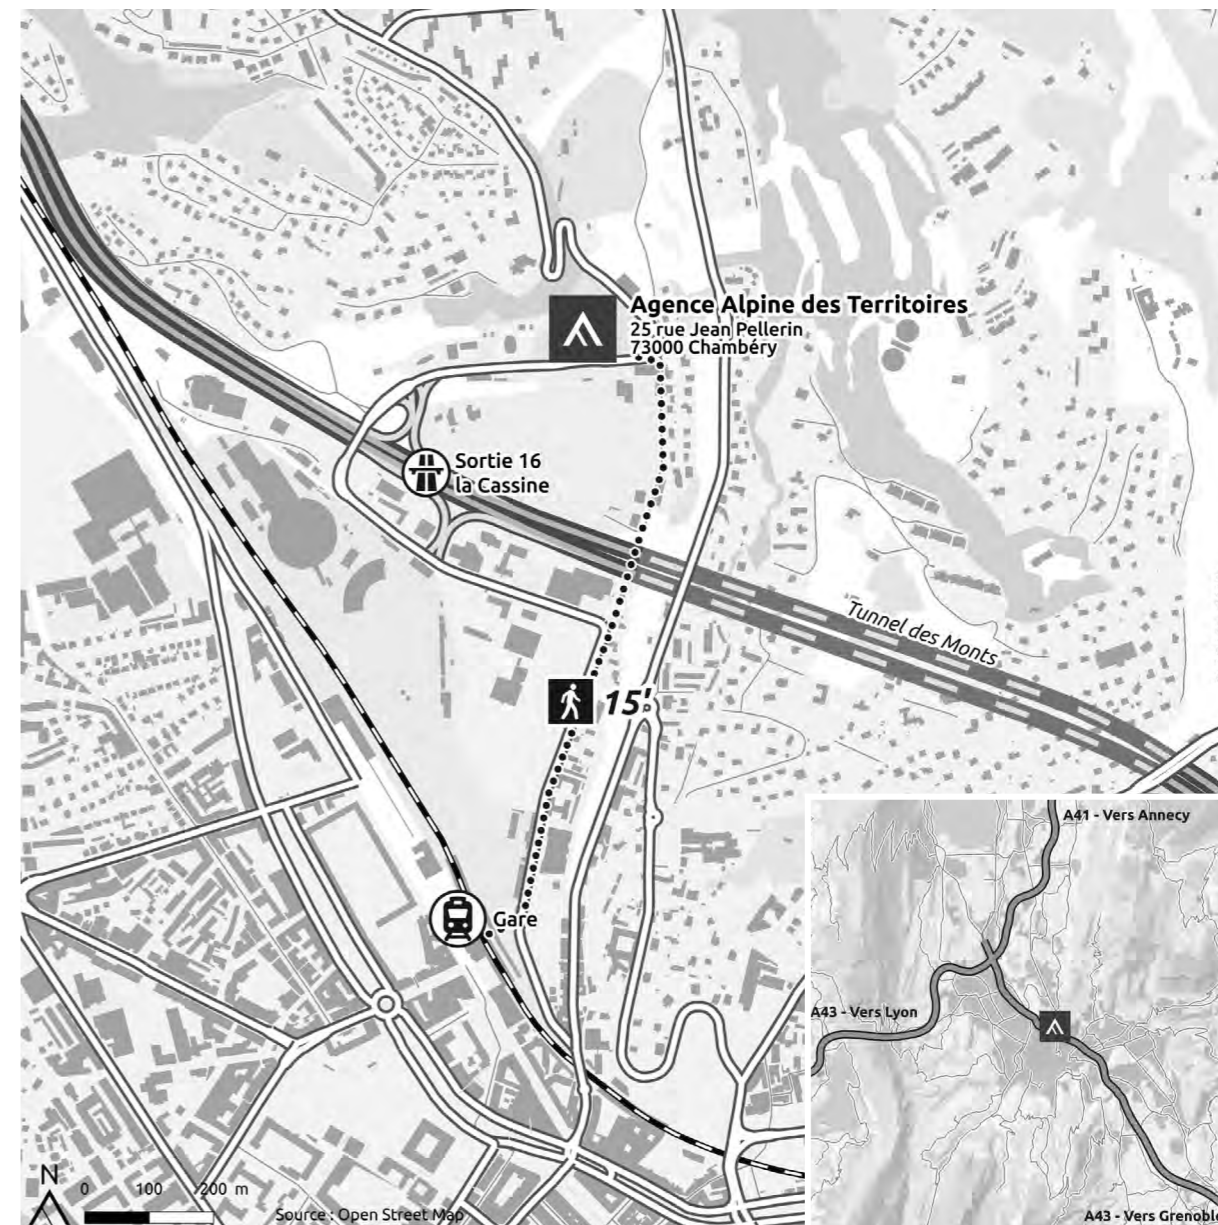 Agence Alpine des Territoires
25 rue Jean Pellerin
73000 Chambéry
Sortie 16
la Cassine
Tunnel des Monts
15'
Gare
A41 - Vers Annecy
A43 - Vers Lyon
A43 - Vers Grenoble
N
0 100 200 m
Source : Open Street Map